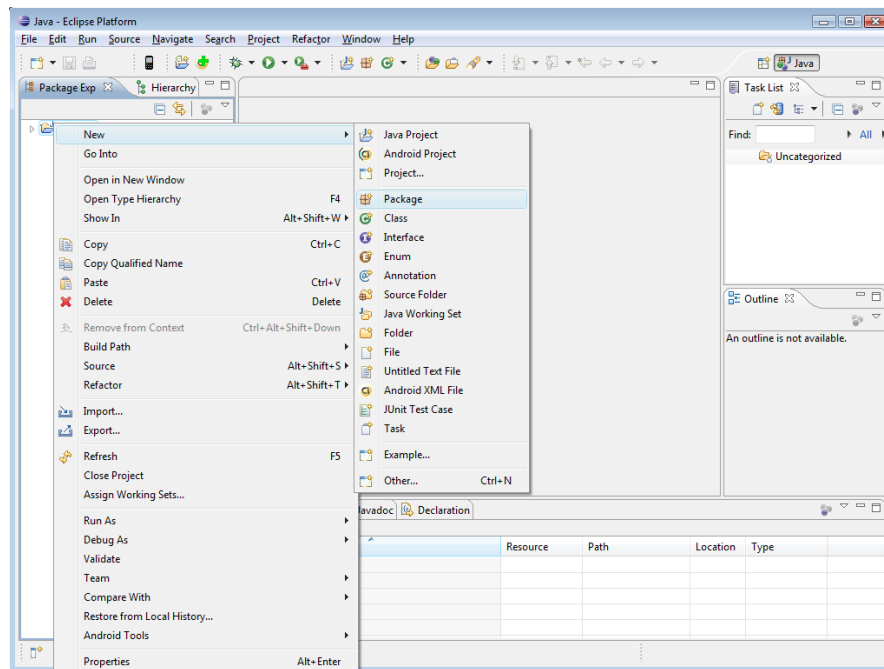 Java - Eclipse Platform
File Edit Run Source Navigate Search Project Refactor Window Help
Java
Package Exp Hierarchy
New
Go Into
Open in New Window
Open Type Hierarchy F4
Show In Alt+Shift+W
Copy Ctrl+C
Copy Qualified Name
Paste Ctrl+V
Delete Delete
Remove from Context Ctrl+Alt+Shift+Down
Build Path
Source Alt+Shift+S
Refactor Alt+Shift+T
Import...
Export...
Refresh F5
Close Project
Assign Working Sets...
Run As
Debug As
Validate
Team
Compare With
Restore from Local History...
Android Tools
Properties Alt+Enter
Java Project
Android Project
Project...
Package
Class
Interface
Enum
Annotation
Source Folder
Java Working Set
Folder
File
Untitled Text File
Android XML File
JUnit Test Case
Task
Example...
Other... Ctrl+N
Task List
Find: All
Uncategorized
Outline
An outline is not available.
Javadoc Declaration
Resource Path Location Type